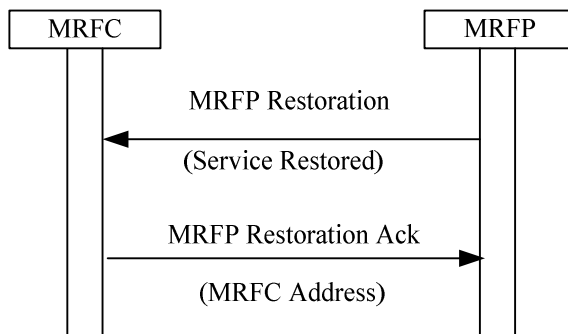 MRFC
MRFP
MRFP Restoration
(Service Restored)
MRFP Restoration Ack
(MRFC Address)